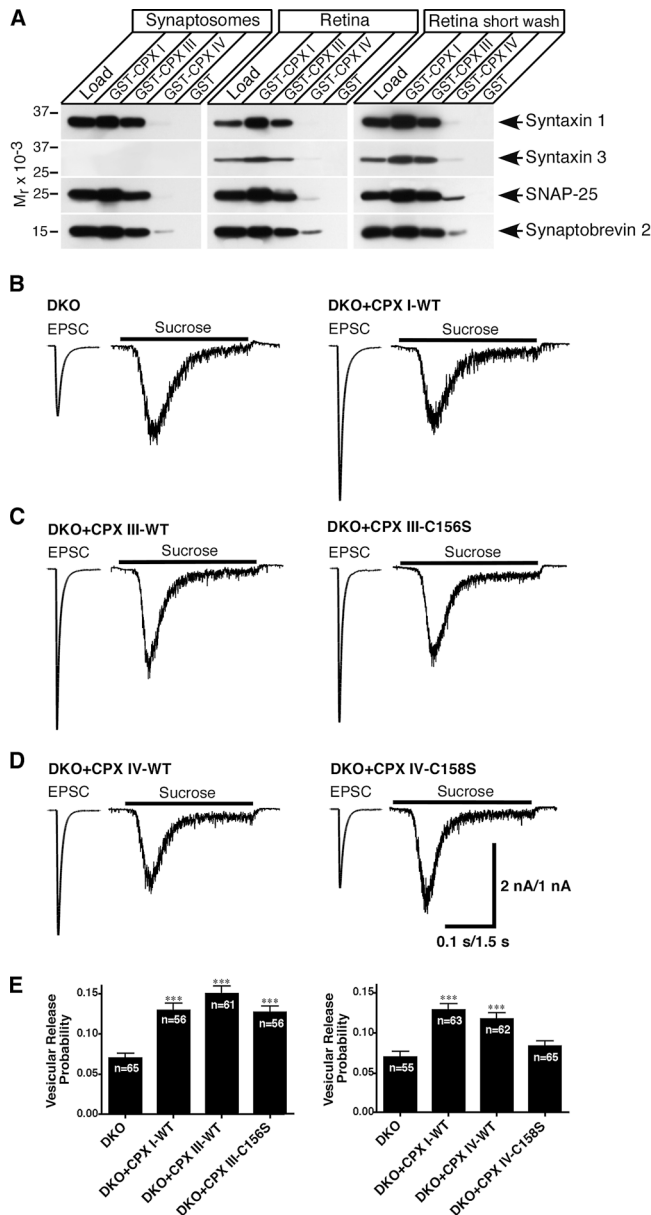 A
Synaptosomes
Retina
Retina short wash
Load
GST-CPX I
GST-CPX III
GST-CPX IV
GST
Load
GST-CPX I
GST-CPX III
GST-CPX IV
GST
Load
GST-CPX I
GST-CPX III
GST-CPX IV
GST
Mr x 10-3
37
Syntaxin 1
37
25
Syntaxin 3
25
SNAP-25
15
Synaptobrevin 2
B
DKO
EPSC
Sucrose
DKO+CPX I-WT
EPSC
Sucrose
C
DKO+CPX III-WT
EPSC
Sucrose
DKO+CPX III-C156S
EPSC
Sucrose
D
DKO+CPX IV-WT
EPSC
Sucrose
DKO+CPX IV-C158S
EPSC
Sucrose
2 nA/1 nA
0.1 s/1.5 s
E
Vesicular Release
Probability
0.15
0.10
0.05
0.00
n=65
***
n=56
***
n=61
***
n=56
DKO
DKO+CPX I-WT
DKO+CPX III-WT
DKO+CPX III-C156S
Vesicular Release
Probability
0.15
0.10
0.05
0.00
n=55
***
n=63
***
n=62
n=65
DKO
DKO+CPX I-WT
DKO+CPX IV-WT
DKO+CPX IV-C158S